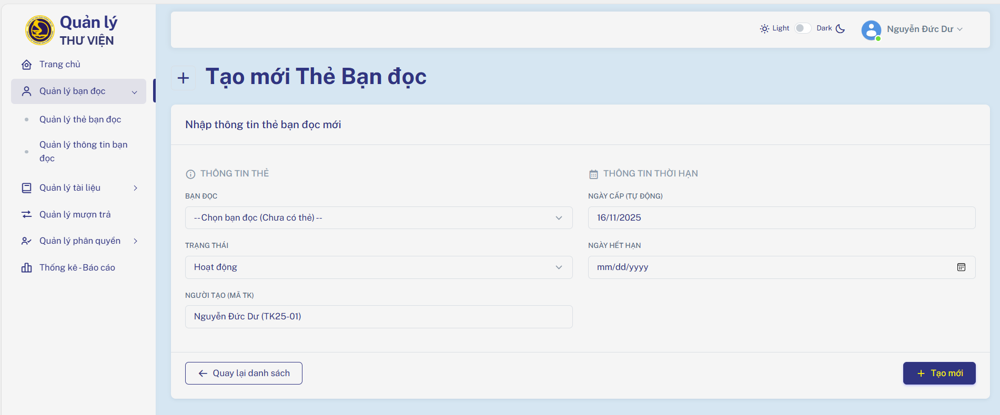 Quản lý
THƯ VIỆN
Trang chủ
Quản lý bạn đọc
Quản lý thẻ bạn đọc
Quản lý thông tin bạn
đọc
Quản lý tài liệu
Quản lý mượn trả
Quản lý phân quyền
Thống kê - Báo cáo
Light Dark Nguyễn Đức Dư
Tạo mới Thẻ Bạn đọc
Nhập thông tin thẻ bạn đọc mới
THÔNG TIN THẺ
BẠN ĐỌC
-- Chọn bạn đọc (Chưa có thẻ) --
TRẠNG THÁI
Hoạt động
NGƯỜI TẠO (MÃ TK)
Nguyễn Đức Dư (TK25-01)
THÔNG TIN THỜI HẠN
NGÀY CẤP (TỰ ĐỘNG)
16/11/2025
NGÀY HẾT HẠN
mm/dd/yyyy
Quay lại danh sách
Tạo mới